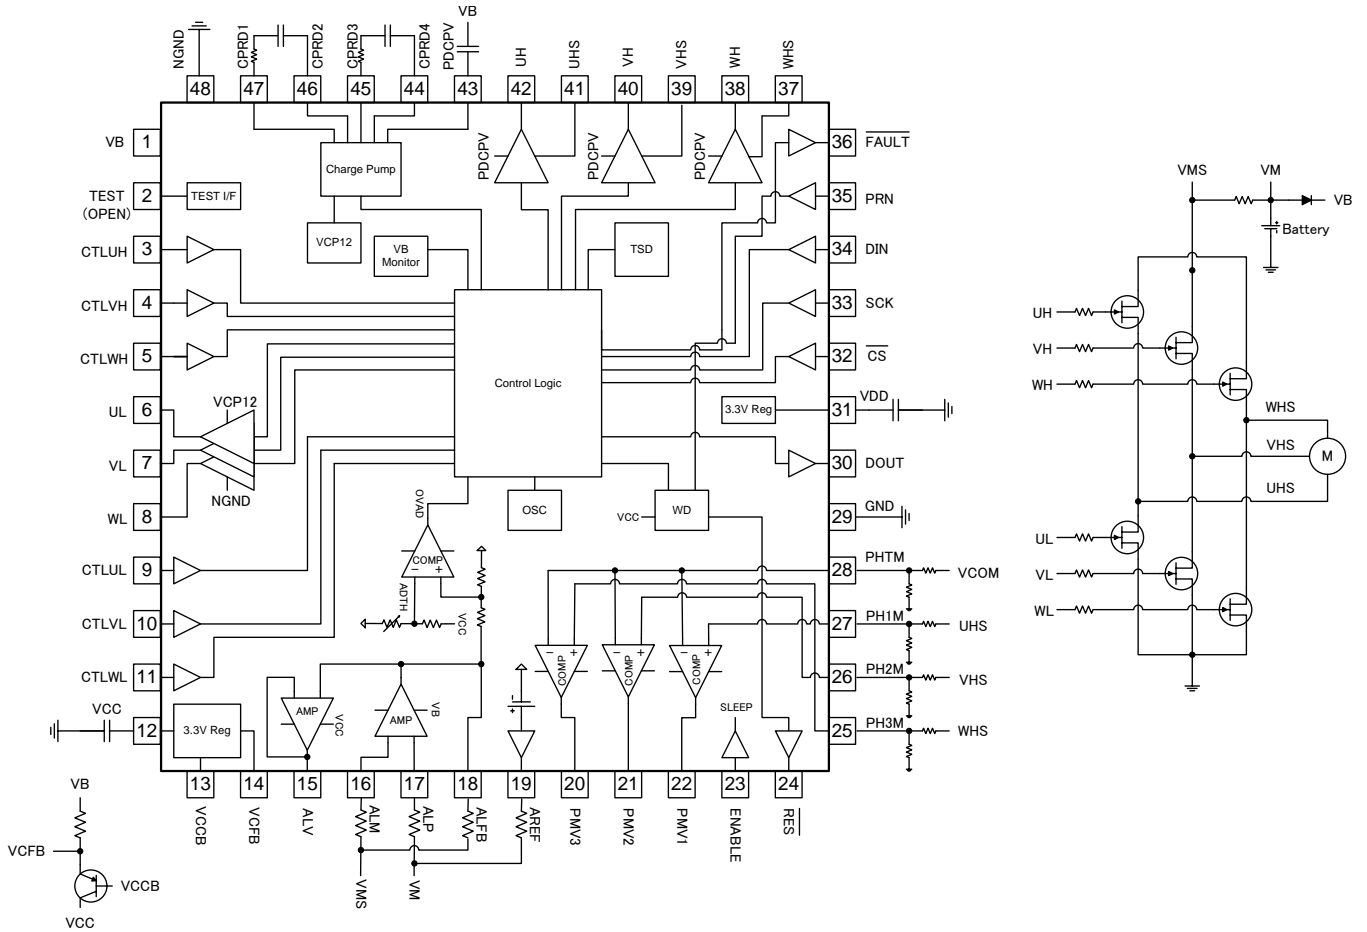 NGND
CPRD1
CPRD2
CPRD3
CPRD4
PDCPV
VB
UH
UHS
VH
VHS
WH
WHS
48
47
46
45
44
43
42
41
40
39
38
37
VB
1
TEST
(OPEN)
2
TEST I/F
CTLUH
3
CTLVH
4
CTLWH
5
UL
6
VL
7
WL
8
CTLUL
9
CTLVL
10
CTLWL
11
VCC
12
3.3V Reg
Charge Pump
VCP12
VB
Monitor
PDCPV
PDCPV
PDCPV
TSD
Control Logic
VCP12
NGND
OSC
VCC
WD
3.3V Reg
OVAD
COMP
−
+
ADTH
VCC
AMP
VCC
AMP
VB
-
+
−
+
COMP
−
+
COMP
−
+
COMP
SLEEP
36
FAULT
35
PRN
34
DIN
33
SCK
32
CS
31
VDD
30
DOUT
29
GND
28
PHTM
VCOM
27
PH1M
UHS
26
PH2M
VHS
25
PH3M
WHS
13
14
15
16
17
18
19
20
21
22
23
24
VCCB
VCFB
ALV
ALM
ALP
ALFB
AREF
PMV3
PMV2
PMV1
ENABLE
RES
VMS
VM
VB
VCFB
VCCB
VCC
VMS
VM
VB
+
Battery
UH
VH
WH
WHS
VHS
UHS
M
UL
VL
WL